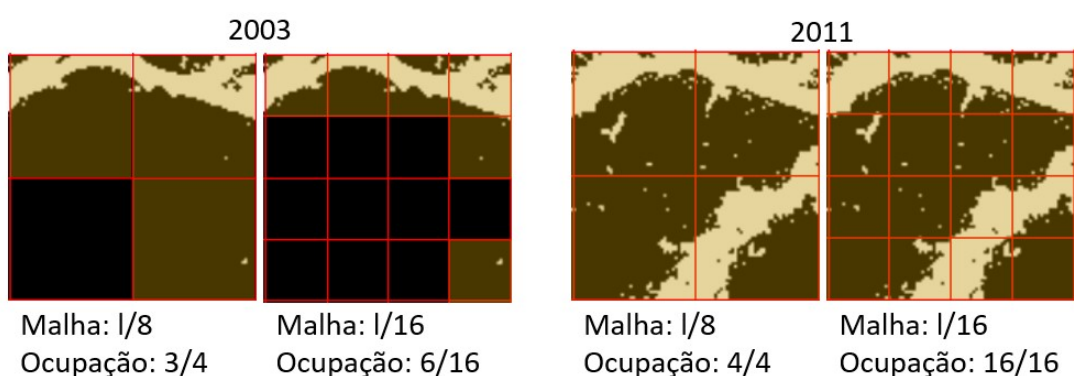 2003
2011
Malha: l/8
Ocupação: 3/4
Malha: l/16
Ocupação: 6/16
Malha: l/8
Ocupação: 4/4
Malha: l/16
Ocupação: 16/16